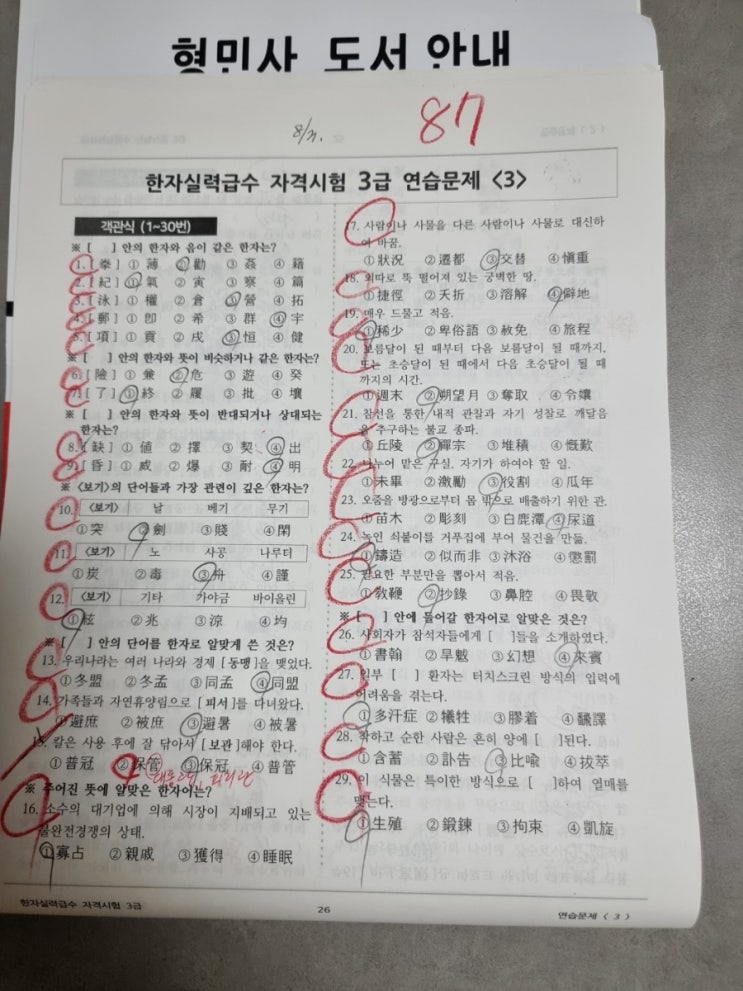 형민사 도서 안내
87
한자실력급수 자격시험 3급 연습문제 <3>
객관식 (1~30번)
※ [ ] 안의 한자와 음이 같은 한자는?
1. [拳] ① 薄 ② 勸 ③ 姦 ④ 籍
2. [紀] ① 氣 ② 寅 ③ 察 ④ 篇
3. [泳] ① 權 ② 倉 ③ 營 ④ 拓
4. [郵] ① 卽 ② 希 ③ 群 ④ 宇
5. [項] ① 貢 ② 戌 ③ 恒 ④ 健
※ [ ] 안의 한자와 뜻이 비슷하거나 같은 한자는?
6. [險] ① 兼 ② 危 ③ 遊 ④ 癸
7. [了] ① 終 ② 履 ③ 批 ④ 壞
※ [ ] 안의 한자와 뜻이 반대되거나 상대되는
한자는?
8. [缺] ① 値 ② 擇 ③ 契 ④ 出
9. [昏] ① 威 ② 爆 ③ 耐 ④ 明
※ <보기>의 단어들과 가장 관련이 깊은 한자는?
10. <보기> 날 베기 무기
① 突 ② 劍 ③ 賤 ④ 閑
11. <보기> 노 사공 나루터
① 炭 ② 毒 ③ 舟 ④ 謹
12. <보기> 기타 가야금 바이올린
① 絃 ② 兆 ③ 涼 ④ 均
※ [ ] 안의 단어를 한자로 알맞게 쓴 것은?
13. 우리나라는 여러 나라와 경제 [동맹]을 맺었다.
① 冬盟 ② 冬孟 ③ 同孟 ④ 同盟
14. 가족들과 자연휴양림으로 [피서]를 다녀왔다.
① 避庶 ② 被庶 ③ 避暑 ④ 被暑
15. 칼은 사용 후에 잘 닦아서 [보관]해야 한다.
① 普冠 ② 保管 ③ 保冠 ④ 普管
※ 주어진 뜻에 알맞은 한자어는?
16. 소수의 대기업에 의해 시장이 지배되고 있는
불완전경쟁의 상태.
① 寡占 ② 親戚 ③ 獲得 ④ 睡眠
17. 사람이나 사물을 다른 사람이나 사물로 대신하
여 바꿈.
① 狀況 ② 遷都 ③ 交替 ④ 愼重
18. 외따로 뚝 떨어져 있는 궁벽한 땅.
① 捷徑 ② 夭折 ③ 溶解 ④ 僻地
19. 매우 드물고 적음.
① 稀少 ② 卑俗語 ③ 赦免 ④ 旅程
20. 보름달이 된 때부터 다음 보름달이 될 때까지,
또는 초승달이 된 때에서 다음 초승달이 될 때
까지의 시간.
① 週末 ② 朔望月 ③ 奪取 ④ 令孃
21. 참선을 통한 내적 관찰과 자기 성찰로 깨달음
을 추구하는 불교 종파.
① 丘陵 ② 禪宗 ③ 堆積 ④ 慨歎
22. 나누어 맡은 구실. 자기가 하여야 할 일.
① 未畢 ② 激勵 ③ 役割 ④ 瓜年
23. 오줌을 방광으로부터 몸 밖으로 배출하기 위한 관.
① 苗木 ② 彫刻 ③ 白鹿潭 ④ 尿道
24. 녹인 쇠붙이를 거푸집에 부어 물건을 만듦.
① 鑄造 ② 似而非 ③ 沐浴 ④ 懲罰
25. 필요한 부분만을 뽑아서 적음.
① 敎鞭 ② 抄錄 ③ 鼻腔 ④ 畏敬
※ [ ] 안에 들어갈 한자어로 알맞은 것은?
26. 사회자가 참석자들에게 [ ]들을 소개하였다.
① 書翰 ② 旱魃 ③ 幻想 ④ 來賓
27. 일부 [ ] 환자는 터치스크린 방식의 입력에
어려움을 겪는다.
① 多汗症 ② 犧牲 ③ 膠着 ④ 飜譯
28. 착하고 순한 사람은 흔히 양에 [ ]된다.
① 含蓄 ② 訃告 ③ 比喩 ④ 拔萃
29. 이 식물은 특이한 방식으로 [ ]하여 열매를
맺는다.
① 生殖 ② 鍛鍊 ③ 拘束 ④ 凱旋
한자실력급수 자격시험 3급
26
연습문제 < 3 >